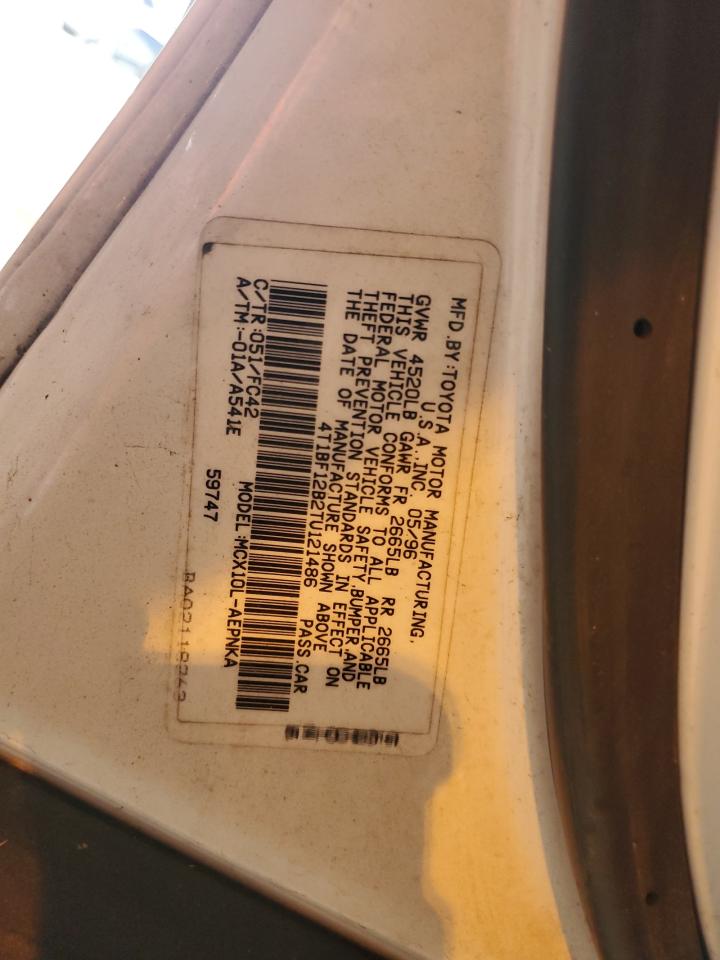 MFD.BY:TOYOTA MOTOR MANUFACTURING,
U.S.A.,INC. 05/96
GVWR 4520LB GAWR FR 2665LB RR 2665LB
THIS VEHICLE CONFORMS TO ALL APPLICABLE
FEDERAL MOTOR VEHICLE SAFETY,BUMPER,AND
THEFT PREVENTION STANDARDS IN EFFECT ON
THE DATE OF MANUFACTURE SHOWN ABOVE
4T1BF12B2TU121486 PASS.CAR
C/TR:051/FC42 MODEL:MCX10L-AEPNKA
A/TM:-01A/A541E
59747